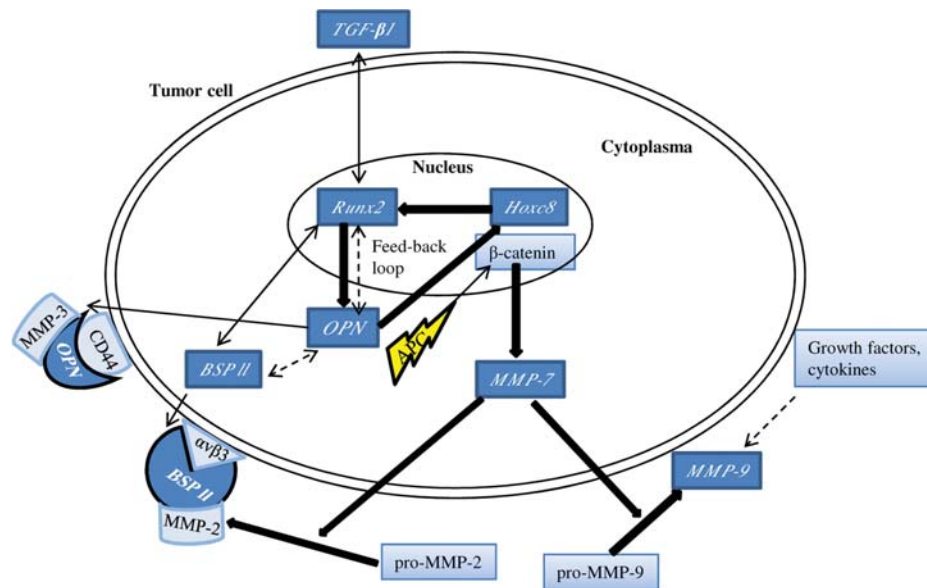 TGF-β1
Tumor cell
Cytoplasma
Nucleus
Runx2
Hoxc8
Feed-back
loop
β-catenin
OPN
APC
MMP-3
CD44
OPN
BSP II
MMP-7
Growth factors,
cytokines
αvβ3
BSP II
MMP-2
MMP-9
pro-MMP-2
pro-MMP-9